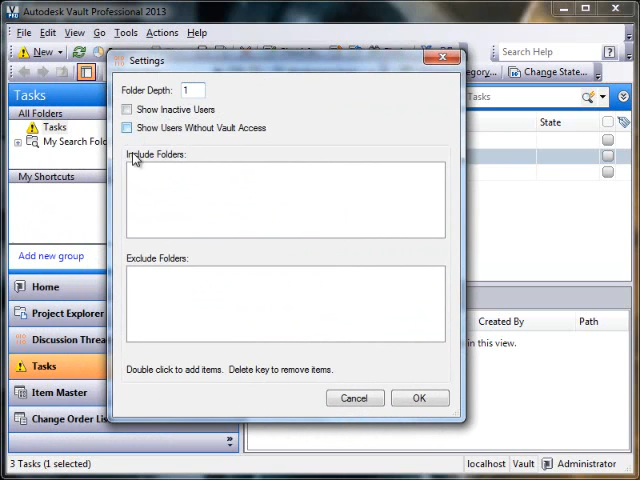 Autodesk Vault Professional 2013
File Edit View Go Tools Actions Help
New
Search Help
Settings
Change State...
Tasks
All Folders
Tasks
My Search Fold
My Shortcuts
Add new group
Home
Project Explorer
Discussion Threa
Tasks
Item Master
Change Order Lis
Folder Depth: 1
Show Inactive Users
Show Users Without Vault Access
Include Folders:
Exclude Folders:
Double click to add items. Delete key to remove items.
Cancel OK
Tasks
State
Created By Path
in this view.
3 Tasks (1 selected) localhost Vault Administrator